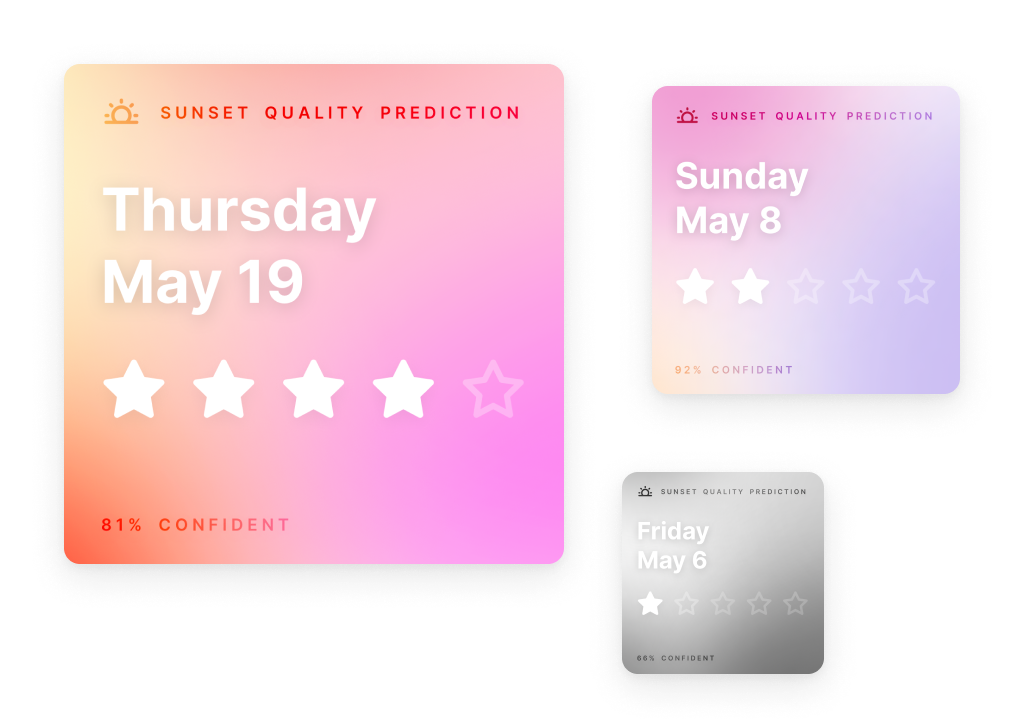 SUNSET QUALITY PREDICTION
Thursday
May 19
81% CONFIDENT
SUNSET QUALITY PREDICTION
Sunday
May 8
92% CONFIDENT
SUNSET QUALITY PREDICTION
Friday
May 6
66% CONFIDENT